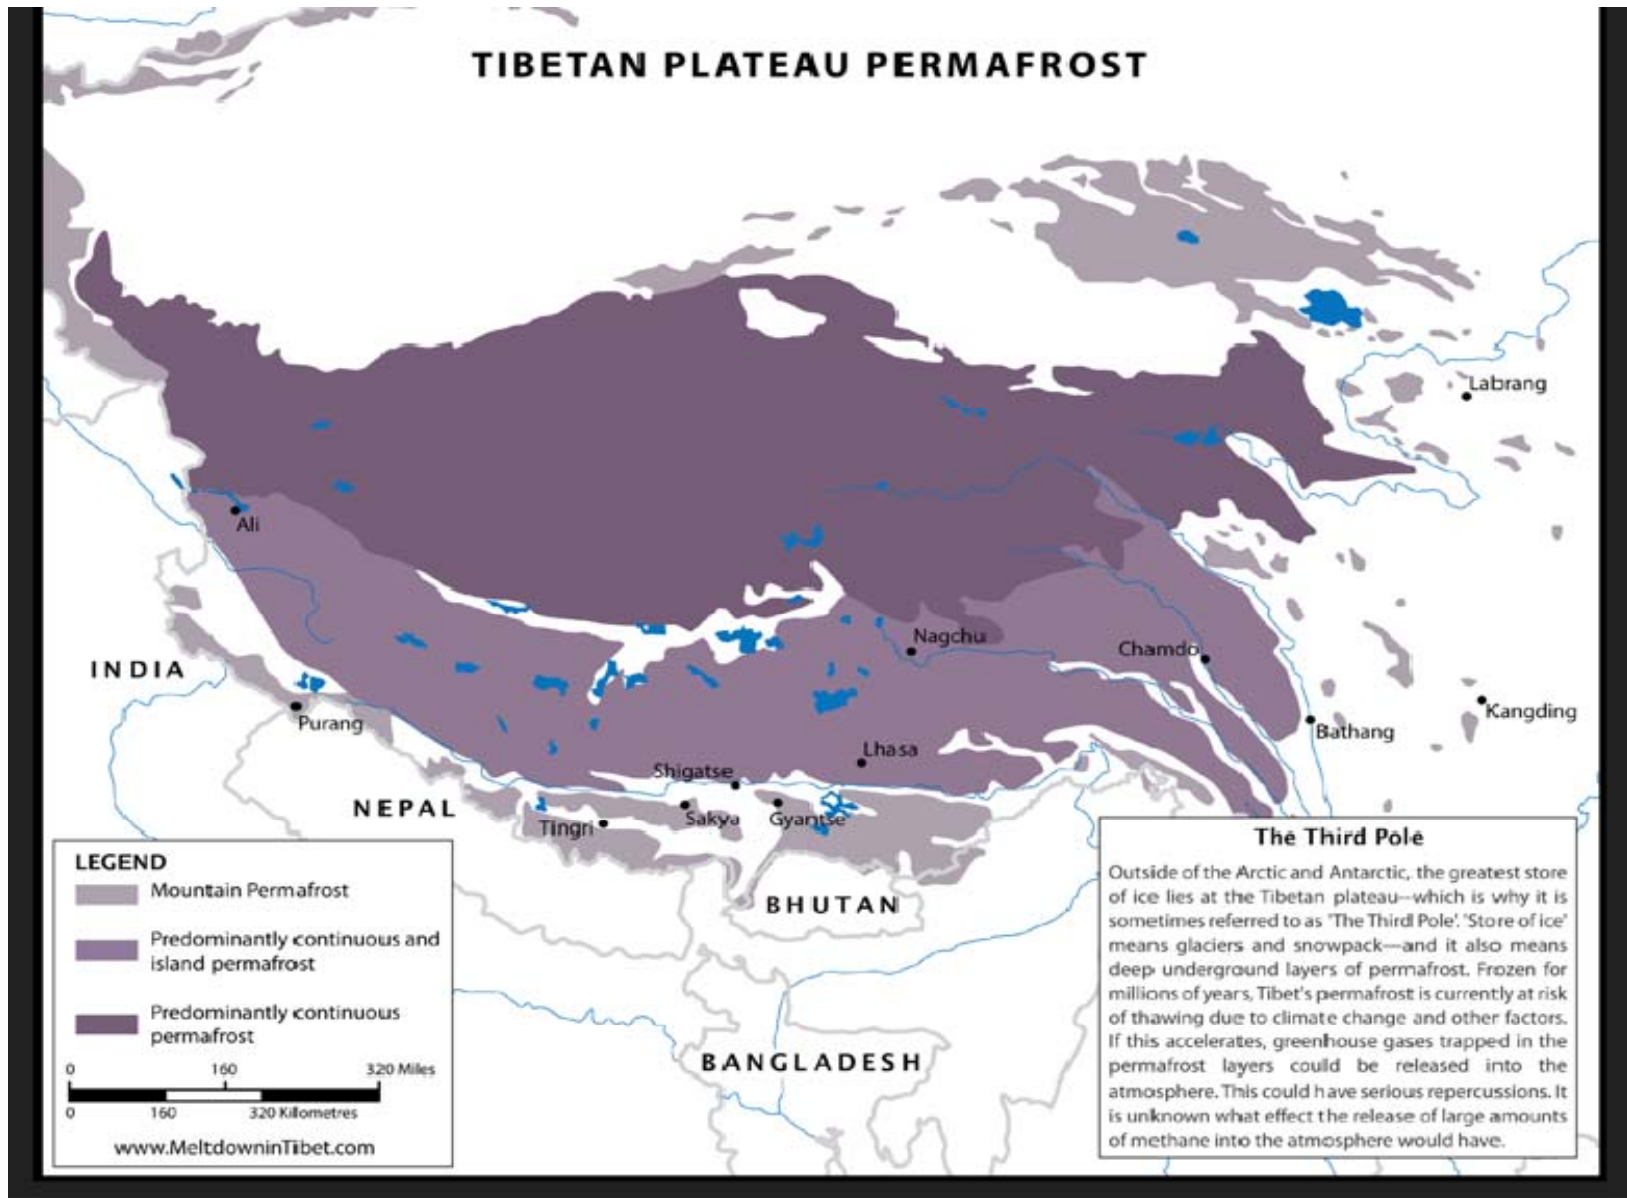 TIBETAN PLATEAU PERMAFROST
Labrang
Ali
Nagchu
Chamdo
INDIA
Purang
Kangding
Bathang
Lhasa
Shigatse
NEPAL
Sakya
Gyantse
Tingri
BHUTAN
BANGLADESH
LEGEND
Mountain Permafrost
Predominantly continuous and
island permafrost
Predominantly continuous
permafrost
0 160 320 Miles
0 160 320 Kilometres
www.MeltdowninTibet.com
The Third Pole
Outside of the Arctic and Antarctic, the greatest store
of ice lies at the Tibetan plateau--which is why it is
sometimes referred to as 'The Third Pole'. 'Store of ice'
means glaciers and snowpack—and it also means
deep underground layers of permafrost. Frozen for
millions of years, Tibet's permafrost is currently at risk
of thawing due to climate change and other factors.
If this accelerates, greenhouse gases trapped in the
permafrost layers could be released into the
atmosphere. This could have serious repercussions. It
is unknown what effect the release of large amounts
of methane into the atmosphere would have.